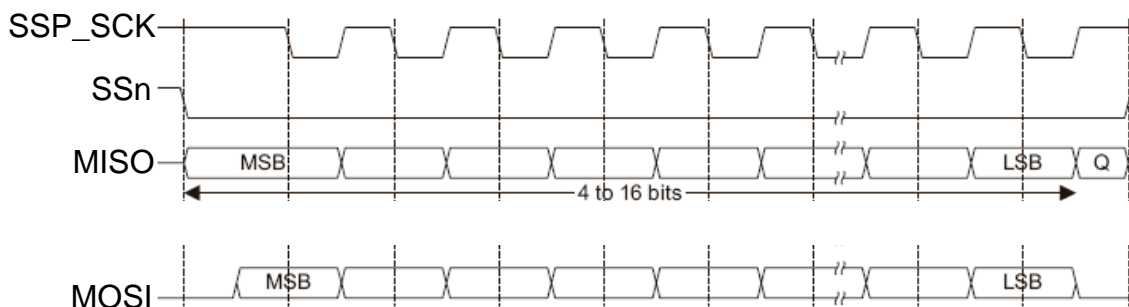 SSP_SCK
SSn
MISO MSB LSB Q
4 to 16 bits
MOSI MSB LSB